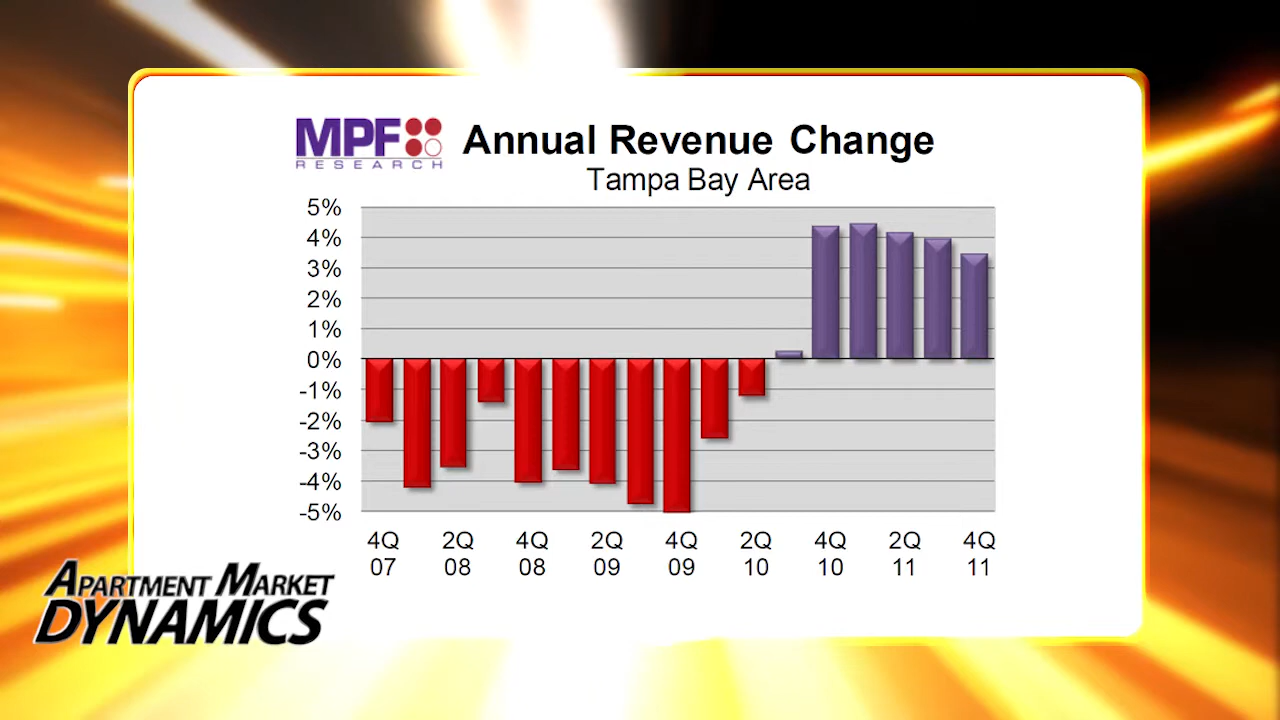 MPF
RESEARCH
Annual Revenue Change
Tampa Bay Area
5%
4%
3%
2%
1%
0%
-1%
-2%
-3%
-4%
-5%
4Q 2Q 4Q 2Q 4Q 2Q 4Q 2Q 4Q
07 08 08 09 09 10 10 11 11
APARTMENT MARKET
DYNAMICS